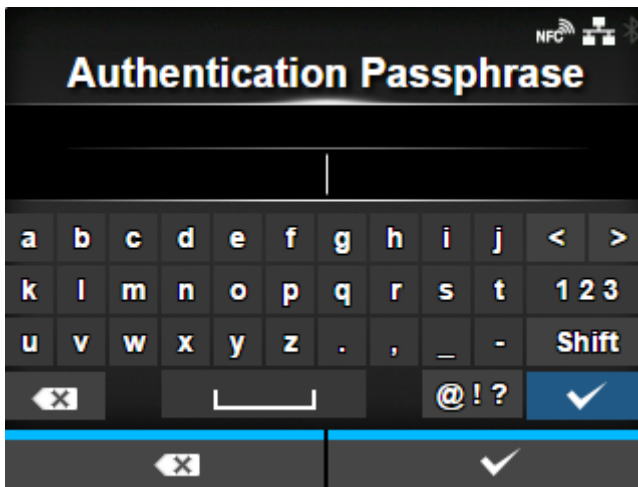 NFC
Authentication Passphrase
a b c d e f g h i j < >
k l m n o p q r s t 1 2 3
u v w x y z . , _ - Shift
@ ! ?